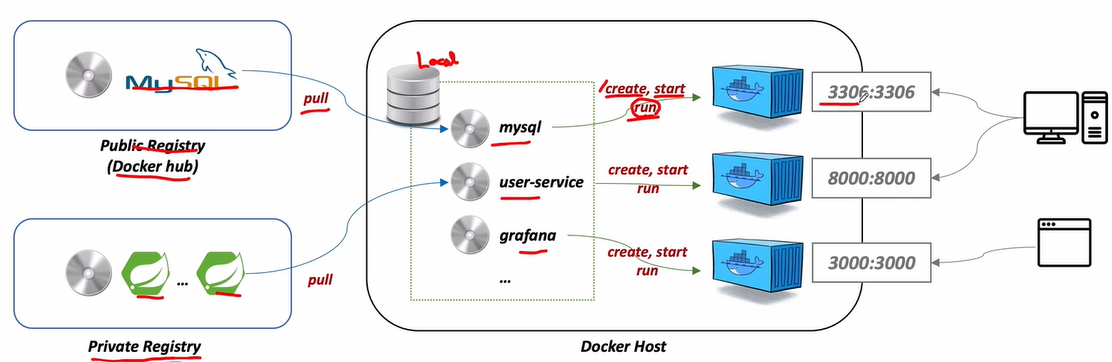 MySQL
Public Registry
(Docker hub)
pull
...
Private Registry
pull
Local
mysql
user-service
grafana
...
create, start
run
create, start
run
create, start
run
3306:3306
8000:8000
3000:3000
Docker Host